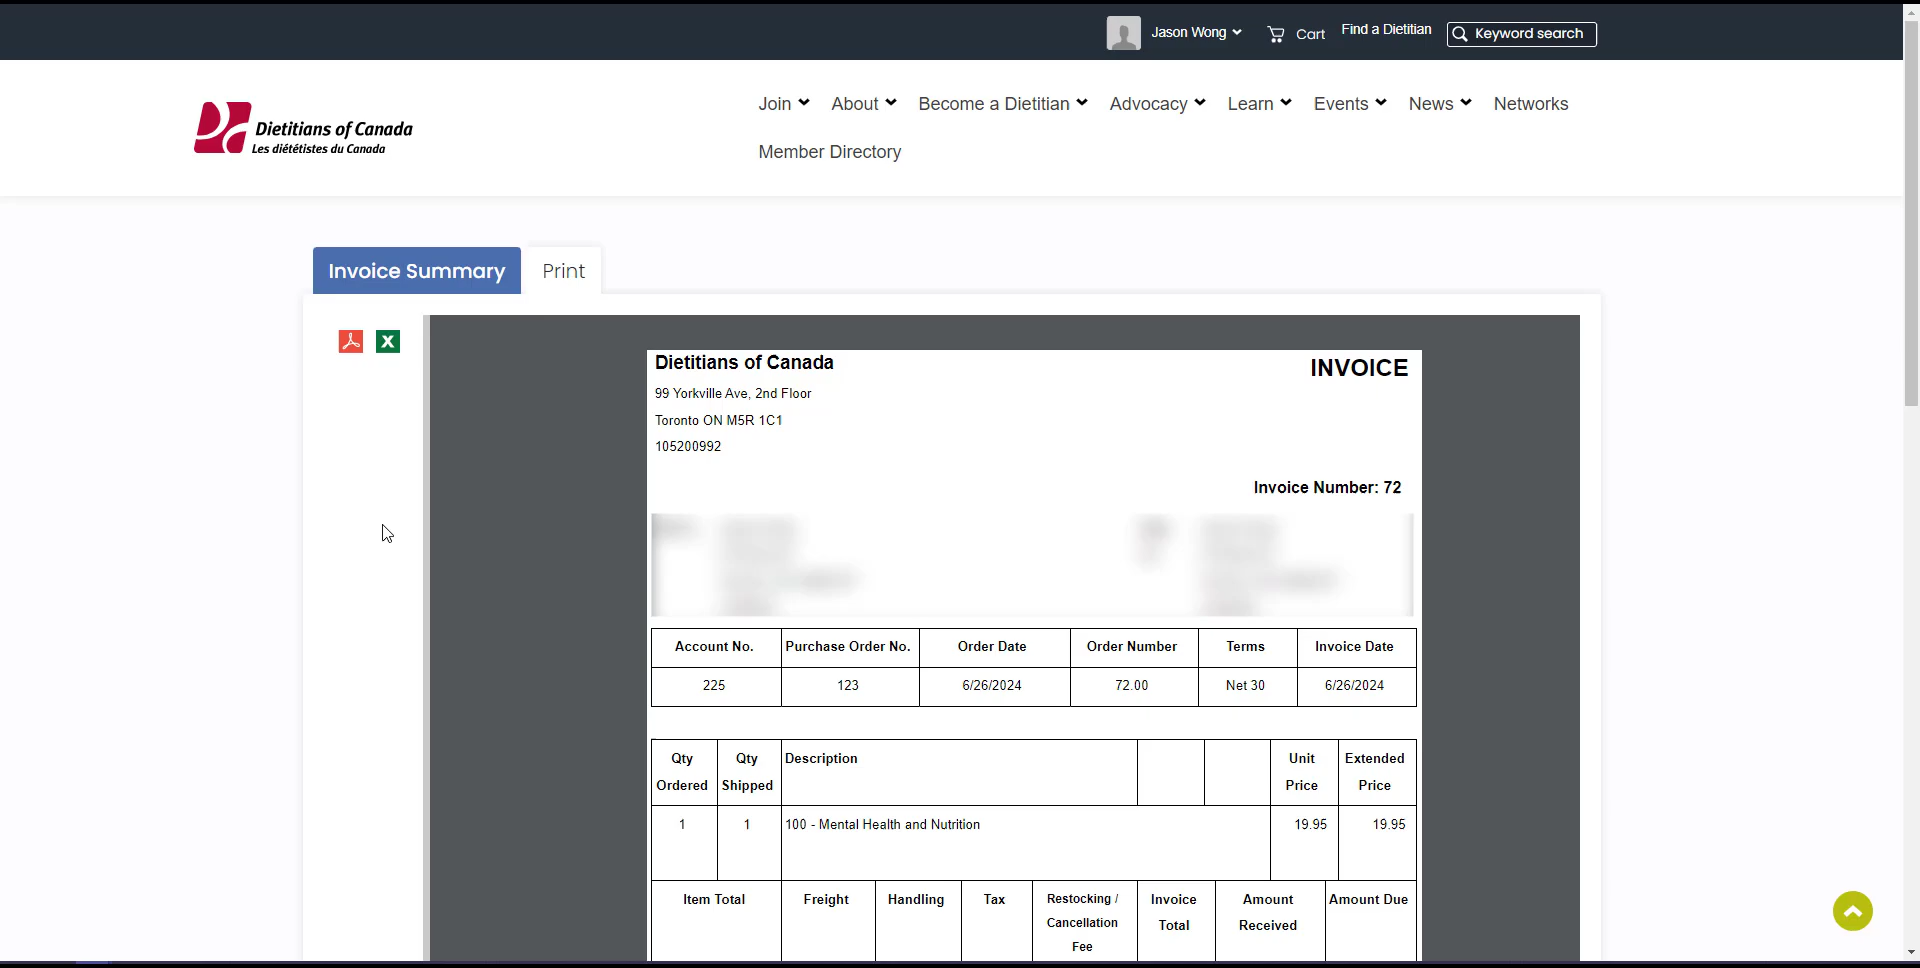 Jason Wong
Cart
Find a Dietitian
Keyword search
Dietitians of Canada
Les diététistes du Canada
Join About Become a Dietitian Advocacy Learn Events News Networks
Member Directory
Invoice Summary Print
Dietitians of Canada
INVOICE
99 Yorkville Ave, 2nd Floor
Toronto ON M5R 1C1
105200992
Invoice Number: 72
Account No. Purchase Order No. Order Date Order Number Terms Invoice Date
225 123 6/26/2024 72.00 Net 30 6/26/2024
Qty Qty Description Unit Extended
Ordered Shipped Price Price
1 1 100 - Mental Health and Nutrition 19.95 19.95
Item Total Freight Handling Tax Restocking / Invoice Amount Amount Due
Cancellation Total Received
Fee